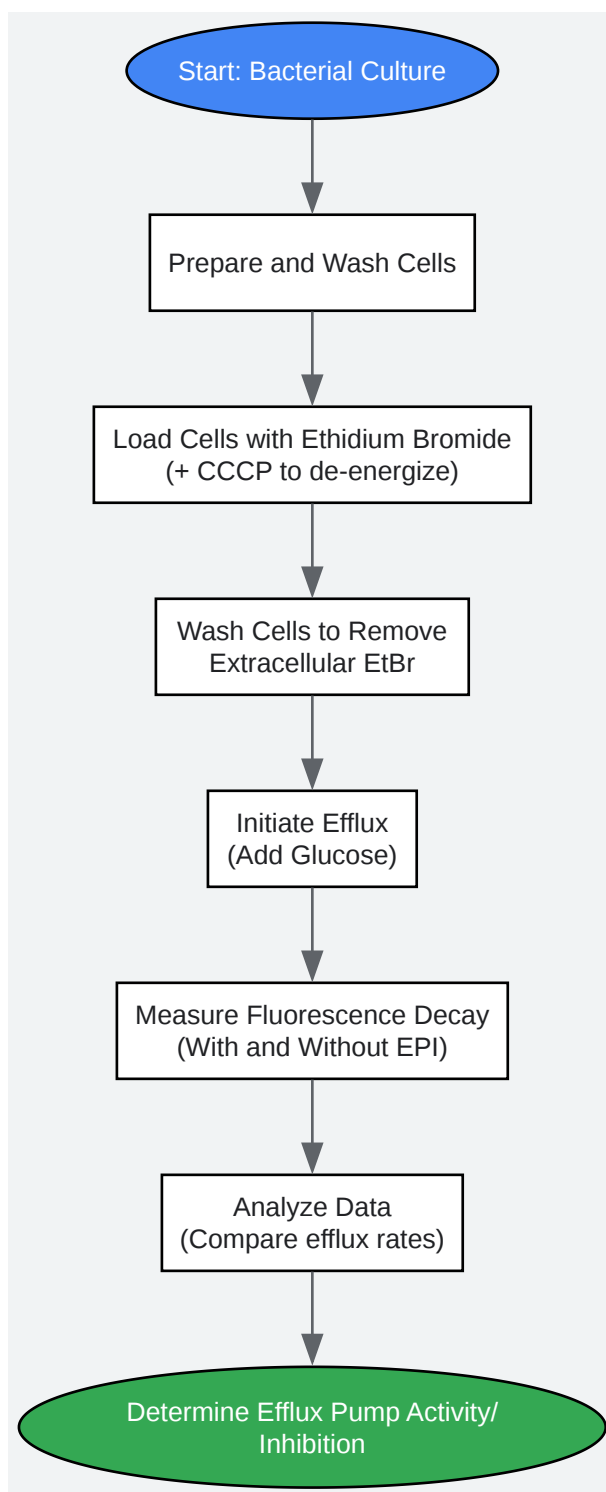 Start: Bacterial Culture
Prepare and Wash Cells
Load Cells with Ethidium Bromide
(+ CCCP to de-energize)
Wash Cells to Remove
Extracellular EtBr
Initiate Efflux
(Add Glucose)
Measure Fluorescence Decay
(With and Without EPI)
Analyze Data
(Compare efflux rates)
Determine Efflux Pump Activity/
Inhibition